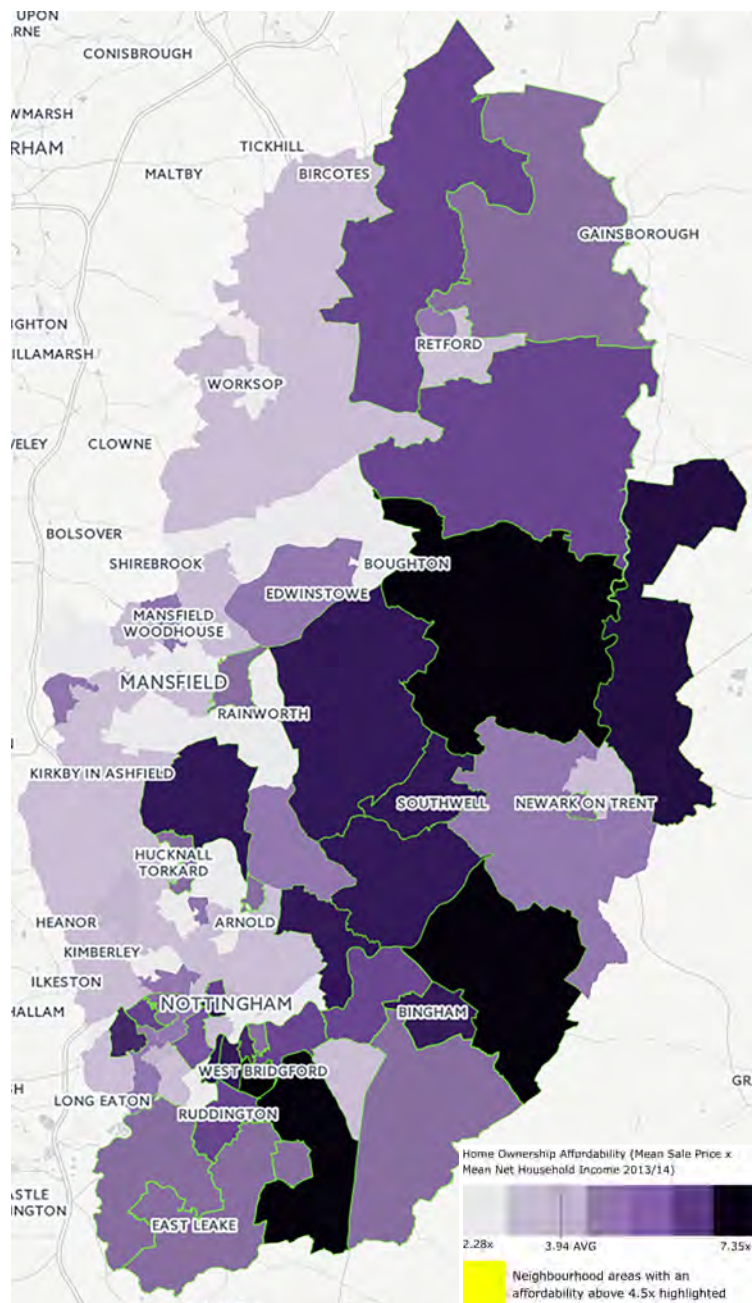 UPON
RNE
CONISBROUGH
WMARSH
TICKHILL
RHAM
MALTBY
BIRCOTES
GAINSBOROUGH
IGHTON
RETFORD
ILLAMARSH
WORKSOP
VELEY
CLOWNE
BOLSOVER
SHIREBROOK
BOUGHTON
EDWINSTOWE
MANSFIELD
WOODHOUSE
MANSFIELD
RAINWORTH
KIRKBY IN ASHFIELD
SOUTHWELL
NEWARK ON TRENT
HUCKNALL
TORKARD
HEANOR
ARNOLD
KIMBERLEY
ILKESTON
NOTTINGHAM
HALLAM
BINGHAM
WEST BRIDGFORD
SH
GR
LONG EATON
RUDDINGTON
Home Ownership Affordability (Mean Sale Price x
Mean Net Household Income 2013/14)
ASTLE
NINGTON
EAST LEAKE
2.28x 3.94 AVG 7.35x
Neighbourhood areas with an
affordability above 4.5x highlighted